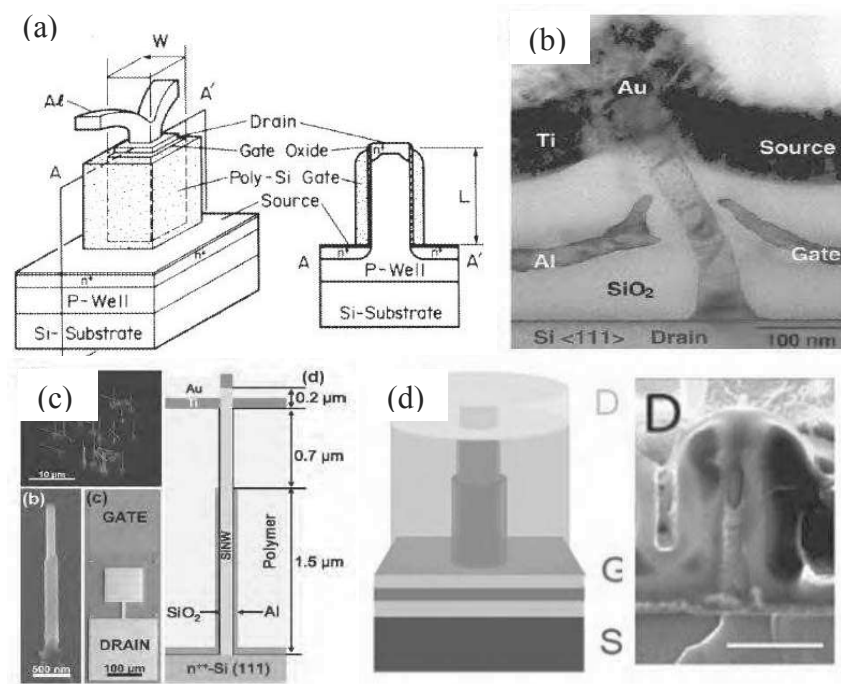 (a)
W
Al
A'
Drain
Gate Oxide
Poly-Si Gate
Source
A
n⁺
n⁺
P-Well
Si-Substrate
n⁺
L
A
n⁺
n⁺
A'
P-Well
Si-Substrate
(b)
Au
Ti
Source
Al
Gate
SiO₂
Si <111> Drain
100 nm
(c)
10 µm
(b)
500 nm
(c)
GATE
DRAIN
100 µm
(d)
Au
Ti
0.2 µm
0.7 µm
SiNW
Polymer
1.5 µm
SiO₂
Al
n⁺⁺-Si (111)
(d)
D
G
S
D